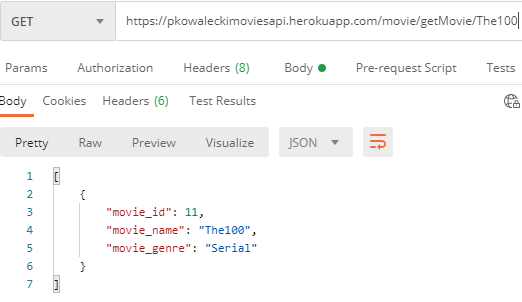 GET https://pkowaleckimoviesapi.herokuapp.com/movie/getMovie/The100
Params Authorization Headers (8) Body Pre-request Script Tests
Body Cookies Headers (6) Test Results
Pretty Raw Preview Visualize JSON
1 [
2 {
3 "movie_id": 11,
4 "movie_name": "The100",
5 "movie_genre": "Serial"
6 }
7 ]